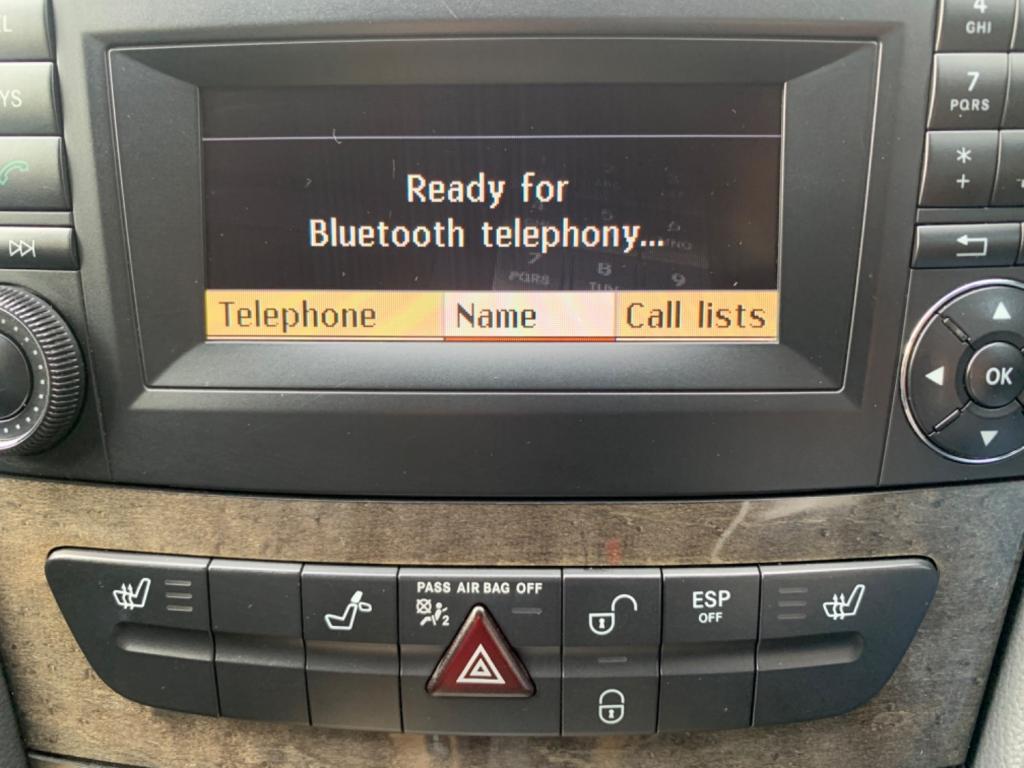 Ready for
Bluetooth telephony...
Telephone Name Call lists
4
GHI
7
PQRS
*
+
OK
PASS AIR BAG OFF
2
ESP
OFF